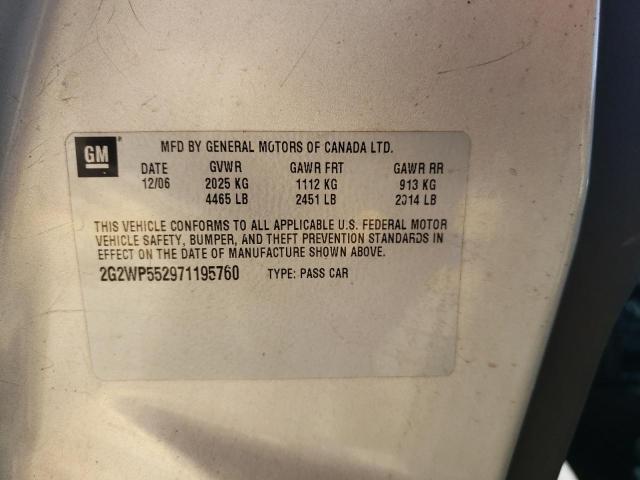 GM
MFD BY GENERAL MOTORS OF CANADA LTD.
DATE GVWR GAWR FRT GAWR RR
12/06 2025 KG 1112 KG 913 KG
4465 LB 2451 LB 2014 LB
THIS VEHICLE CONFORMS TO ALL APPLICABLE U.S. FEDERAL MOTOR
VEHICLE SAFETY, BUMPER, AND THEFT PREVENTION STANDARDS IN
EFFECT ON THE DATE OF MANUFACTURE SHOWN ABOVE.
2G2WP552971195760 TYPE: PASS CAR